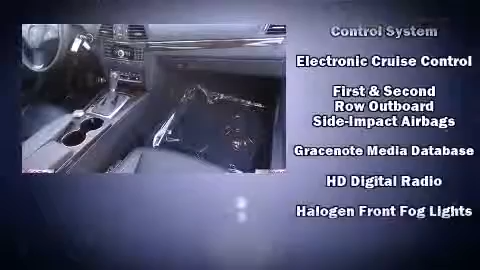 Control System
Electronic Cruise Control
First & Second
Row Outboard
Side-Impact Airbags
Gracenote Media Database
HD Digital Radio
Halogen Front Fog Lights